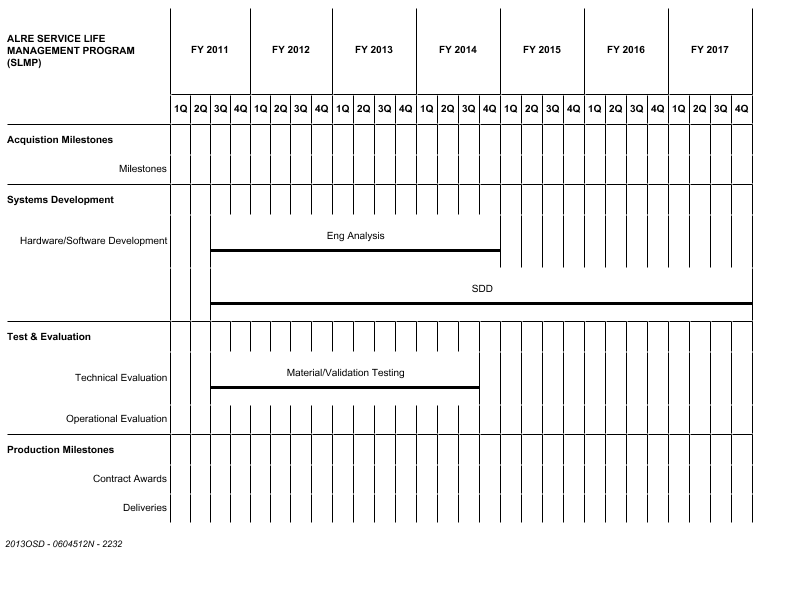 ALRE SERVICE LIFE
MANAGEMENT PROGRAM
(SLMP)
FY 2011 FY 2012 FY 2013 FY 2014 FY 2015 FY 2016 FY 2017
1Q 2Q 3Q 4Q 1Q 2Q 3Q 4Q 1Q 2Q 3Q 4Q 1Q 2Q 3Q 4Q 1Q 2Q 3Q 4Q 1Q 2Q 3Q 4Q 1Q 2Q 3Q 4Q
Acquistion Milestones
Milestones
Systems Development
Eng Analysis
Hardware/Software Development
SDD
Test & Evaluation
Material/Validation Testing
Technical Evaluation
Operational Evaluation
Production Milestones
Contract Awards
Deliveries
2013OSD - 0604512N - 2232